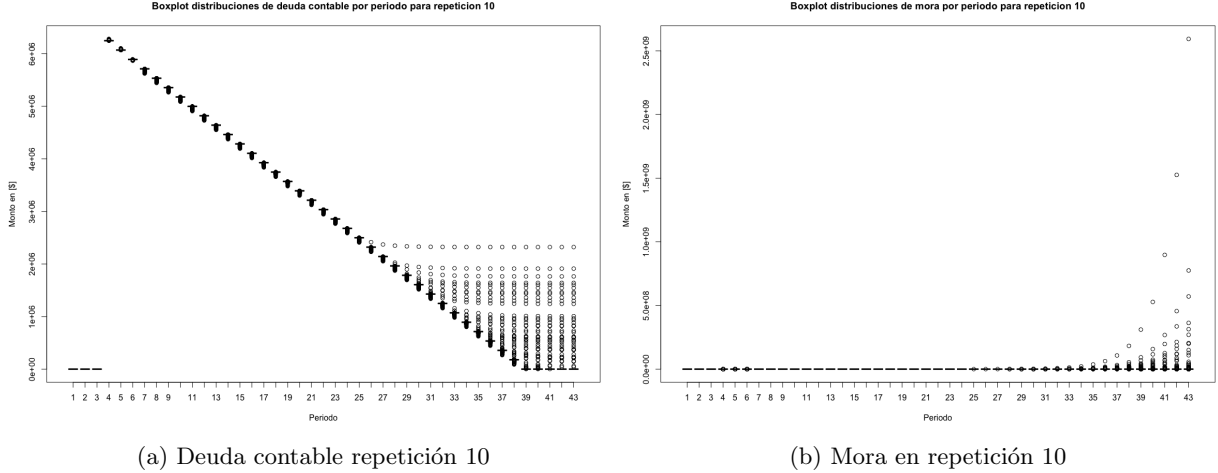 Boxplot distribuciones de deuda contable por periodo para repeticion 10
Monto en [$]
6e+06
5e+06
4e+06
3e+06
2e+06
1e+06
0e+00
1 2 3 4 5 6 7 8 9 11 13 15 17 19 21 23 25 27 29 31 33 35 37 39 41 43
Periodo
(a) Deuda contable repetición 10
Boxplot distribuciones de mora por periodo para repeticion 10
Monto en [$]
2.5e+09
2.0e+09
1.5e+09
1.0e+09
5.0e+08
0.0e+00
1 2 3 4 5 6 7 8 9 11 13 15 17 19 21 23 25 27 29 31 33 35 37 39 41 43
Periodo
(b) Mora en repetición 10